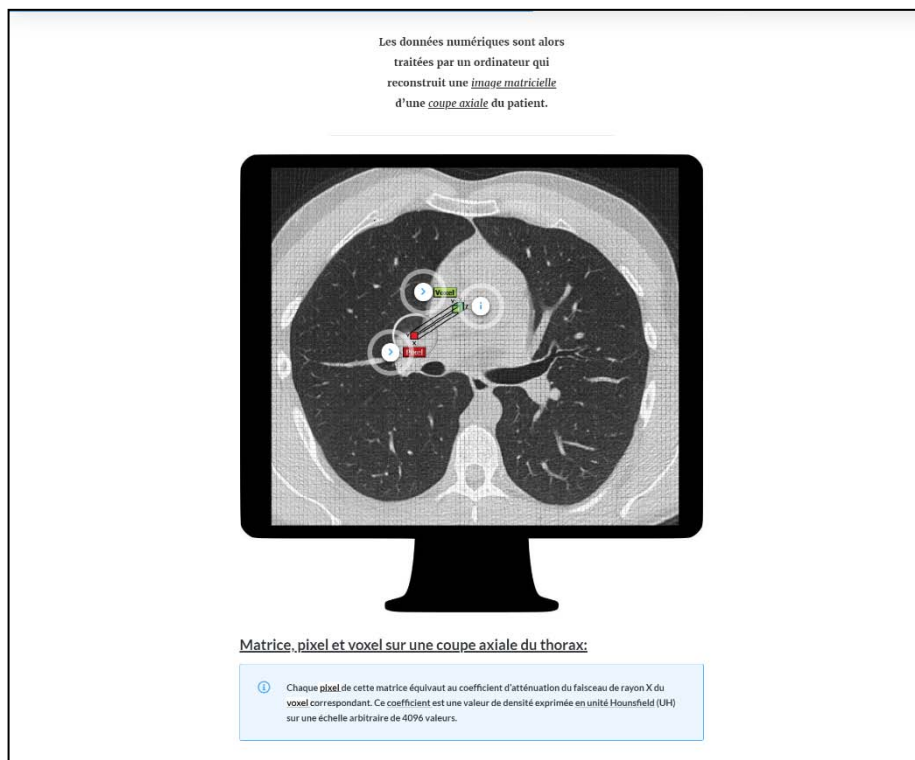 Les données numériques sont alors
traitées par un ordinateur qui
reconstruit une image matricielle
d'une coupe axiale du patient.
Voxel
Y
Z
Pixel
X
Matrice, pixel et voxel sur une coupe axiale du thorax:
Chaque pixel de cette matrice équivaut au coefficient d'atténuation du faisceau de rayon X du
voxel correspondant. Ce coefficient est une valeur de densité exprimée en unité Hounsfield (UH)
sur une échelle arbitraire de 4096 valeurs.